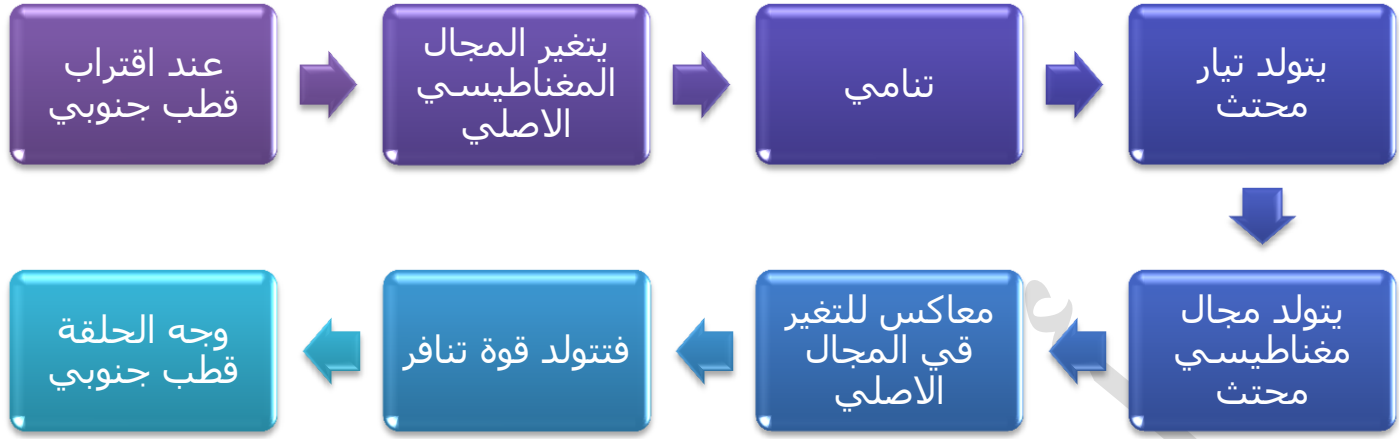 عند اقتراب
قطب جنوبي
يتغير المجال
المغناطيسي
الاصلي
تنامي
يتولد تيار
محتث
يتولد مجال
مغناطيسي
محتث
معاكس للتغير
قي المجال
الاصلي
فتتولد قوة تنافر
وجه الحلقة
قطب جنوبي